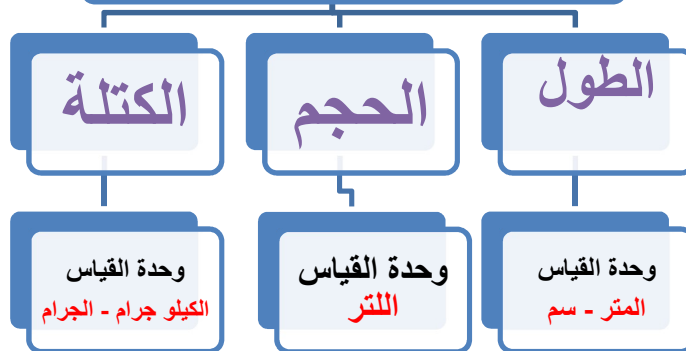 الطول
الحجم
الكتلة
وحدة القياس
المتر - سم
وحدة القياس
اللتر
وحدة القياس
الكيلو جرام - الجرام